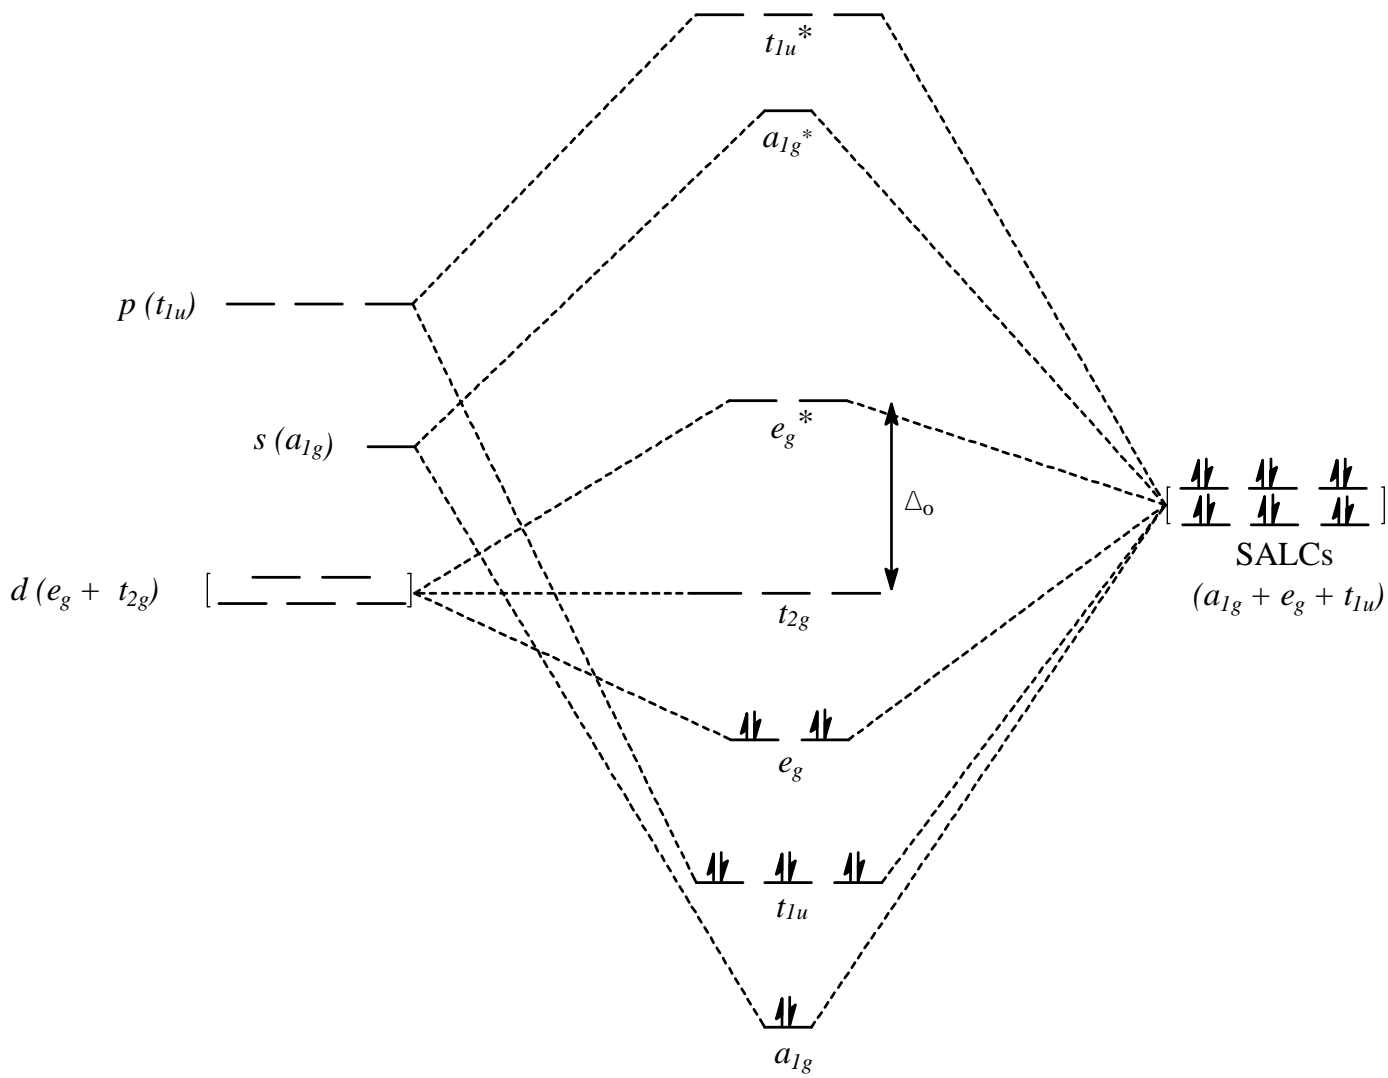 t1u*
a1g*
p (t1u)
eg*
s (a1g)
Δo
[ ]
SALCs
d (eg + t2g) [ ]
(a1g + eg + t1u)
t2g
eg
t1u
a1g